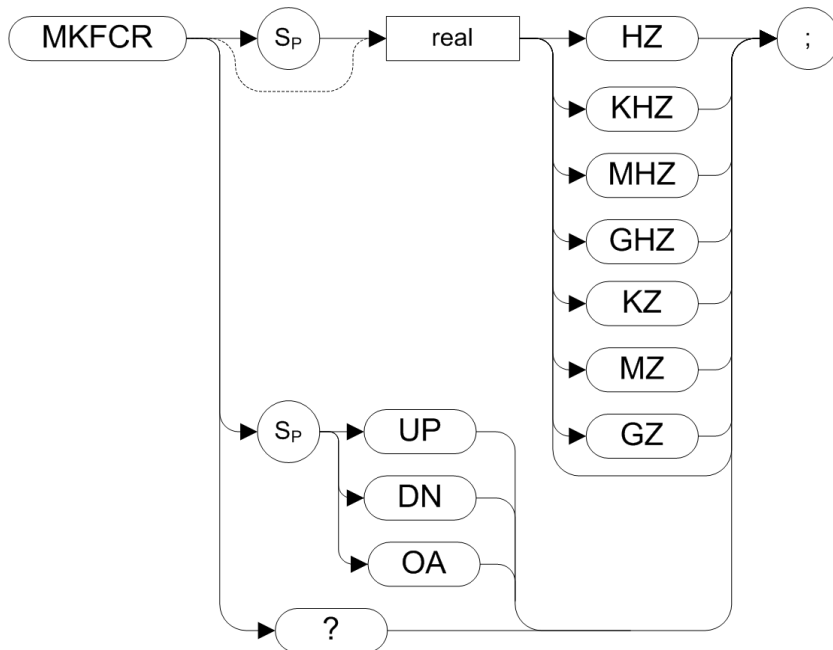 MKFCR SP real HZ ;
KHZ
MHZ
GHZ
KZ
MZ
GZ
SP UP
DN
OA
?